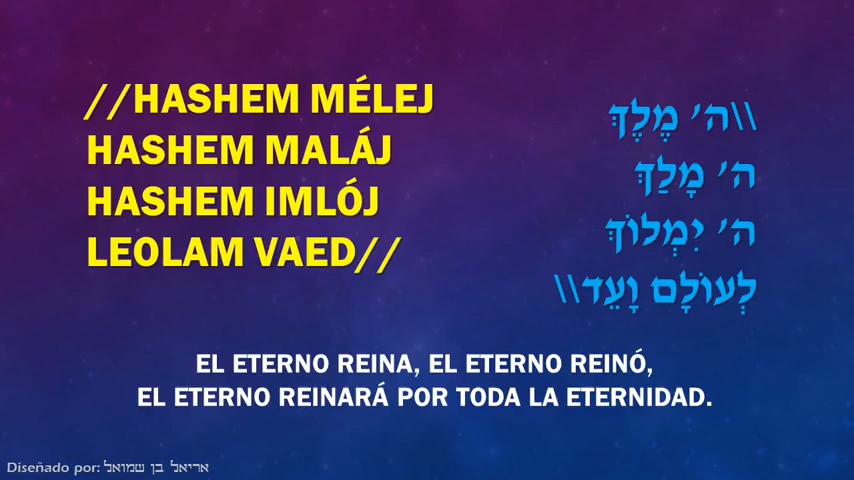 //HASHEM MÉLEJ
HASHEM MALÁJ
HASHEM IMLÓJ
LEOLAM VAED//
\\ה׳ מֶלֶךְ
ה׳ מָלַךְ
ה׳ יִמְלוֹךְ
לְעוֹלָם וָעֵד\\
EL ETERNO REINA, EL ETERNO REINÓ,
EL ETERNO REINARÁ POR TODA LA ETERNIDAD.
Diseñado por: אריאל בן שמואל